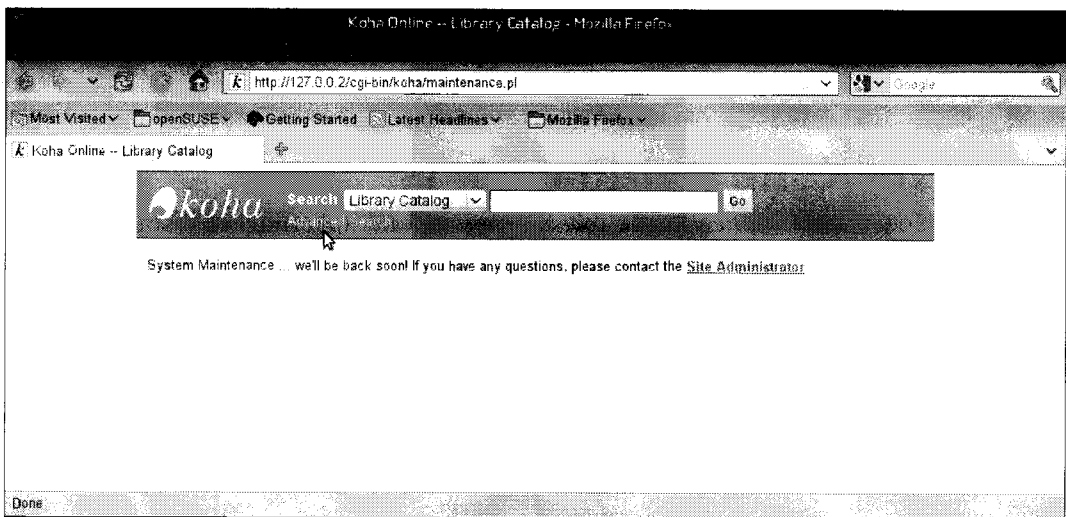 Koha Online -- Library Catalog - Mozilla Firefox
k http://127.0.0.2/cgi-bin/koha/maintenance.pl Google
Most Visited openSUSE Getting Started Latest Headlines Mozilla Firefox
k Koha Online -- Library Catalog
koha Search Library Catalog Go
Advanced Search
System Maintenance ... we'll be back soon! If you have any questions, please contact the Site Administrator
Done